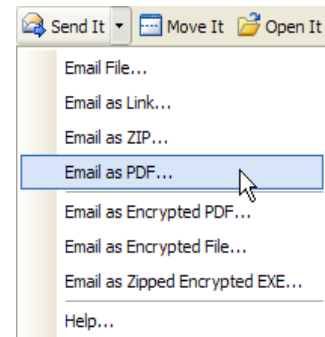 Send It Move It Open It
Email File...
Email as Link...
Email as ZIP...
Email as PDF...
Email as Encrypted PDF...
Email as Encrypted File...
Email as Zipped Encrypted EXE...
Help...